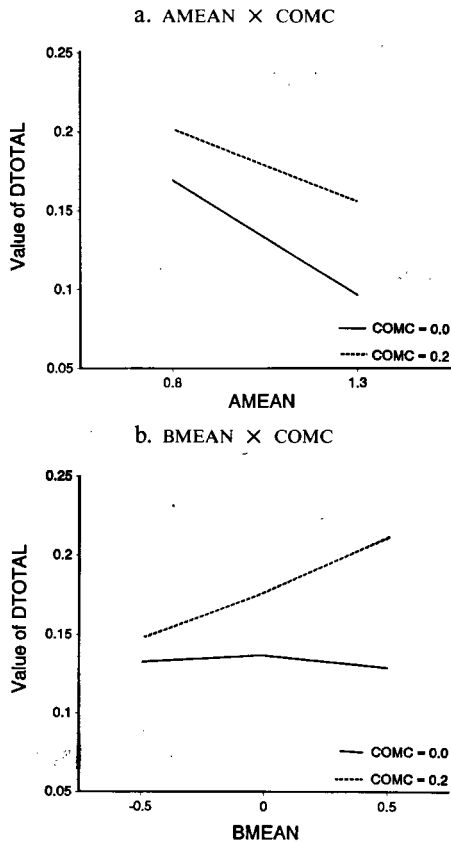 a. AMEAN × COMC
0.25
0.2
0.15
0.1
0.05
Value of DTOTAL
COMC = 0.0
COMC = 0.2
0.8 1.3
AMEAN
b. BMEAN × COMC
0.25
0.2
0.15
0.1
0.05
Value of DTOTAL
COMC = 0.0
COMC = 0.2
-0.5 0 0.5
BMEAN